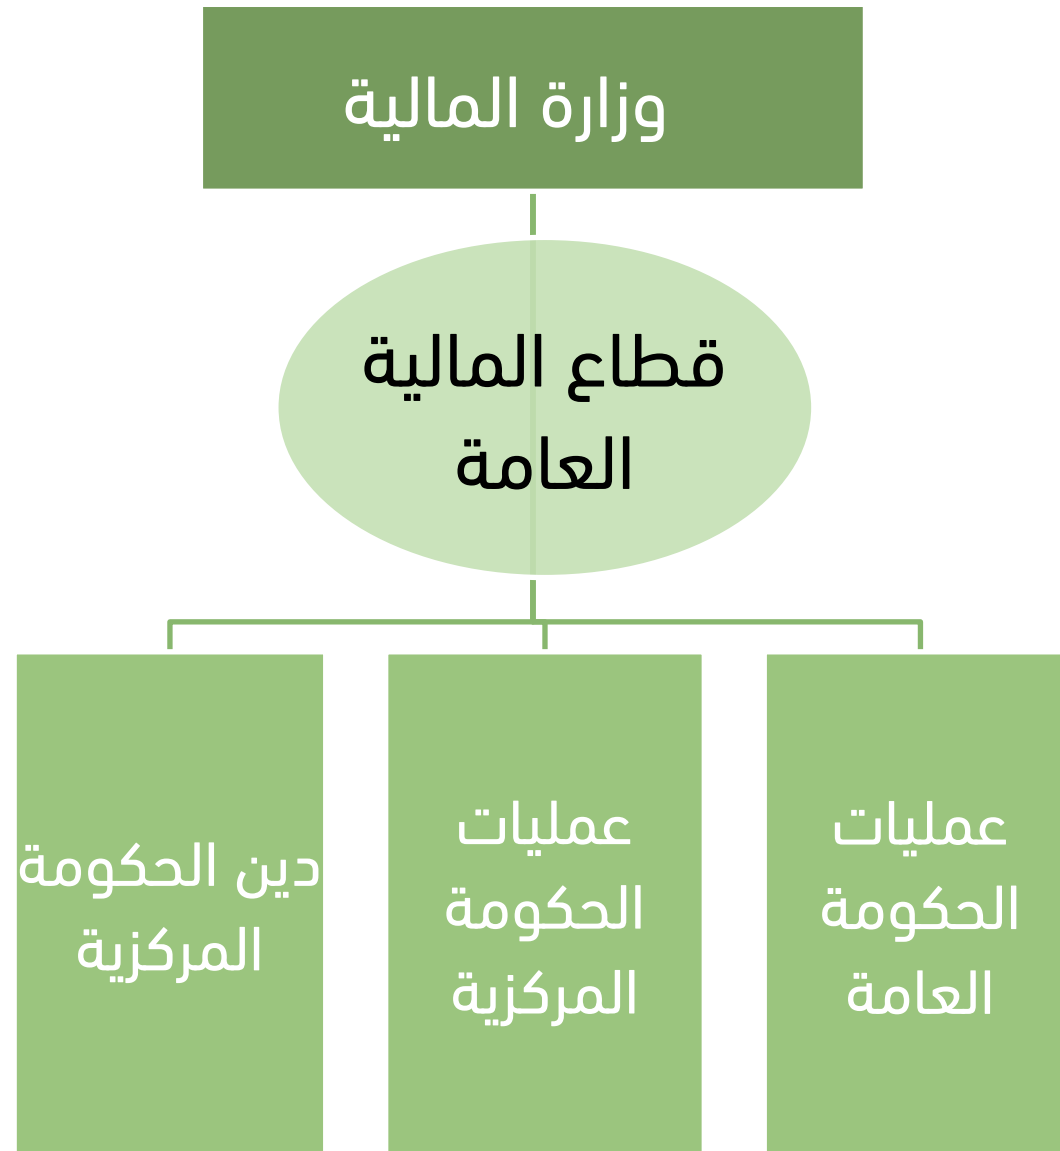 وزارة المالية
قطاع المالية
العامة
عمليات
الحكومة
العامة
عمليات
الحكومة
المركزية
دين الحكومة
المركزية